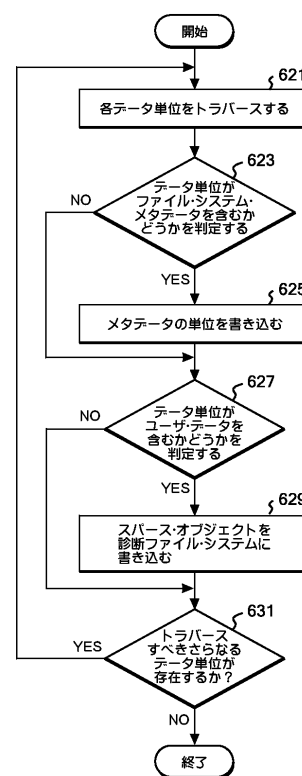 開始
621
各データ単位をトラバースする
623
データ単位が
ファイル・システム・
メタデータを含むか
どうかを判定する
NO
YES
625
メタデータの単位を書き込む
627
データ単位が
ユーザ・データを
含むかどうかを
判定する
NO
YES
629
スパース・オブジェクトを
診断ファイル・システムに
書き込む
631
トラバース
すべきさらなる
データ単位が
存在するか？
YES
NO
終了